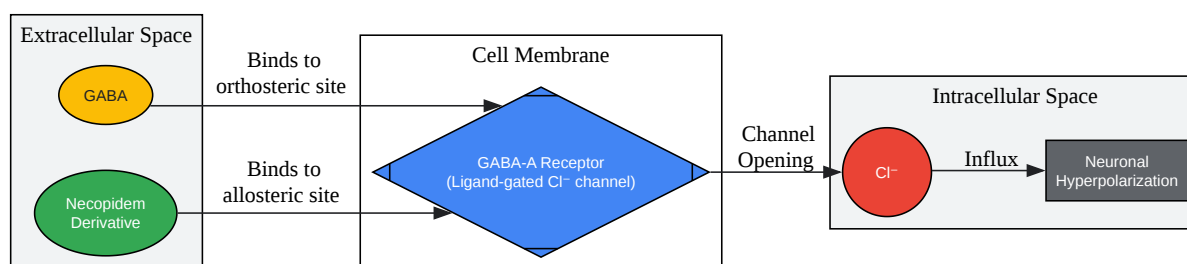 Extracellular Space
GABA
Necopidem
Derivative
Binds to
orthosteric site
Binds to
allosteric site
Cell Membrane
GABA-A Receptor
(Ligand-gated Cl⁻ channel)
Channel
Opening
Intracellular Space
Cl⁻
Influx
Neuronal
Hyperpolarization